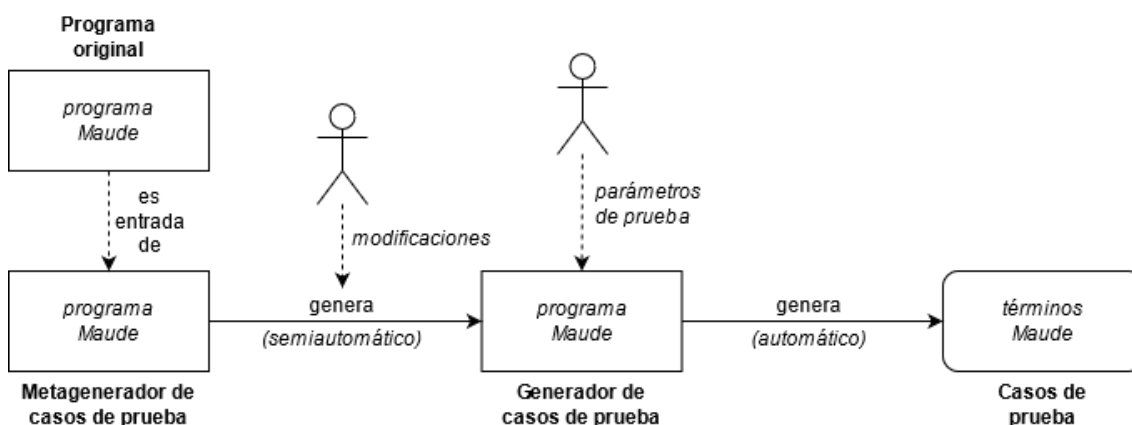 Programa
original
programa
Maude
es
entrada
de
modificaciones
parámetros
de prueba
programa
Maude
genera
(semiautomático)
programa
Maude
genera
(automático)
términos
Maude
Metagenerador de
casos de prueba
Generador de
casos de prueba
Casos de
prueba